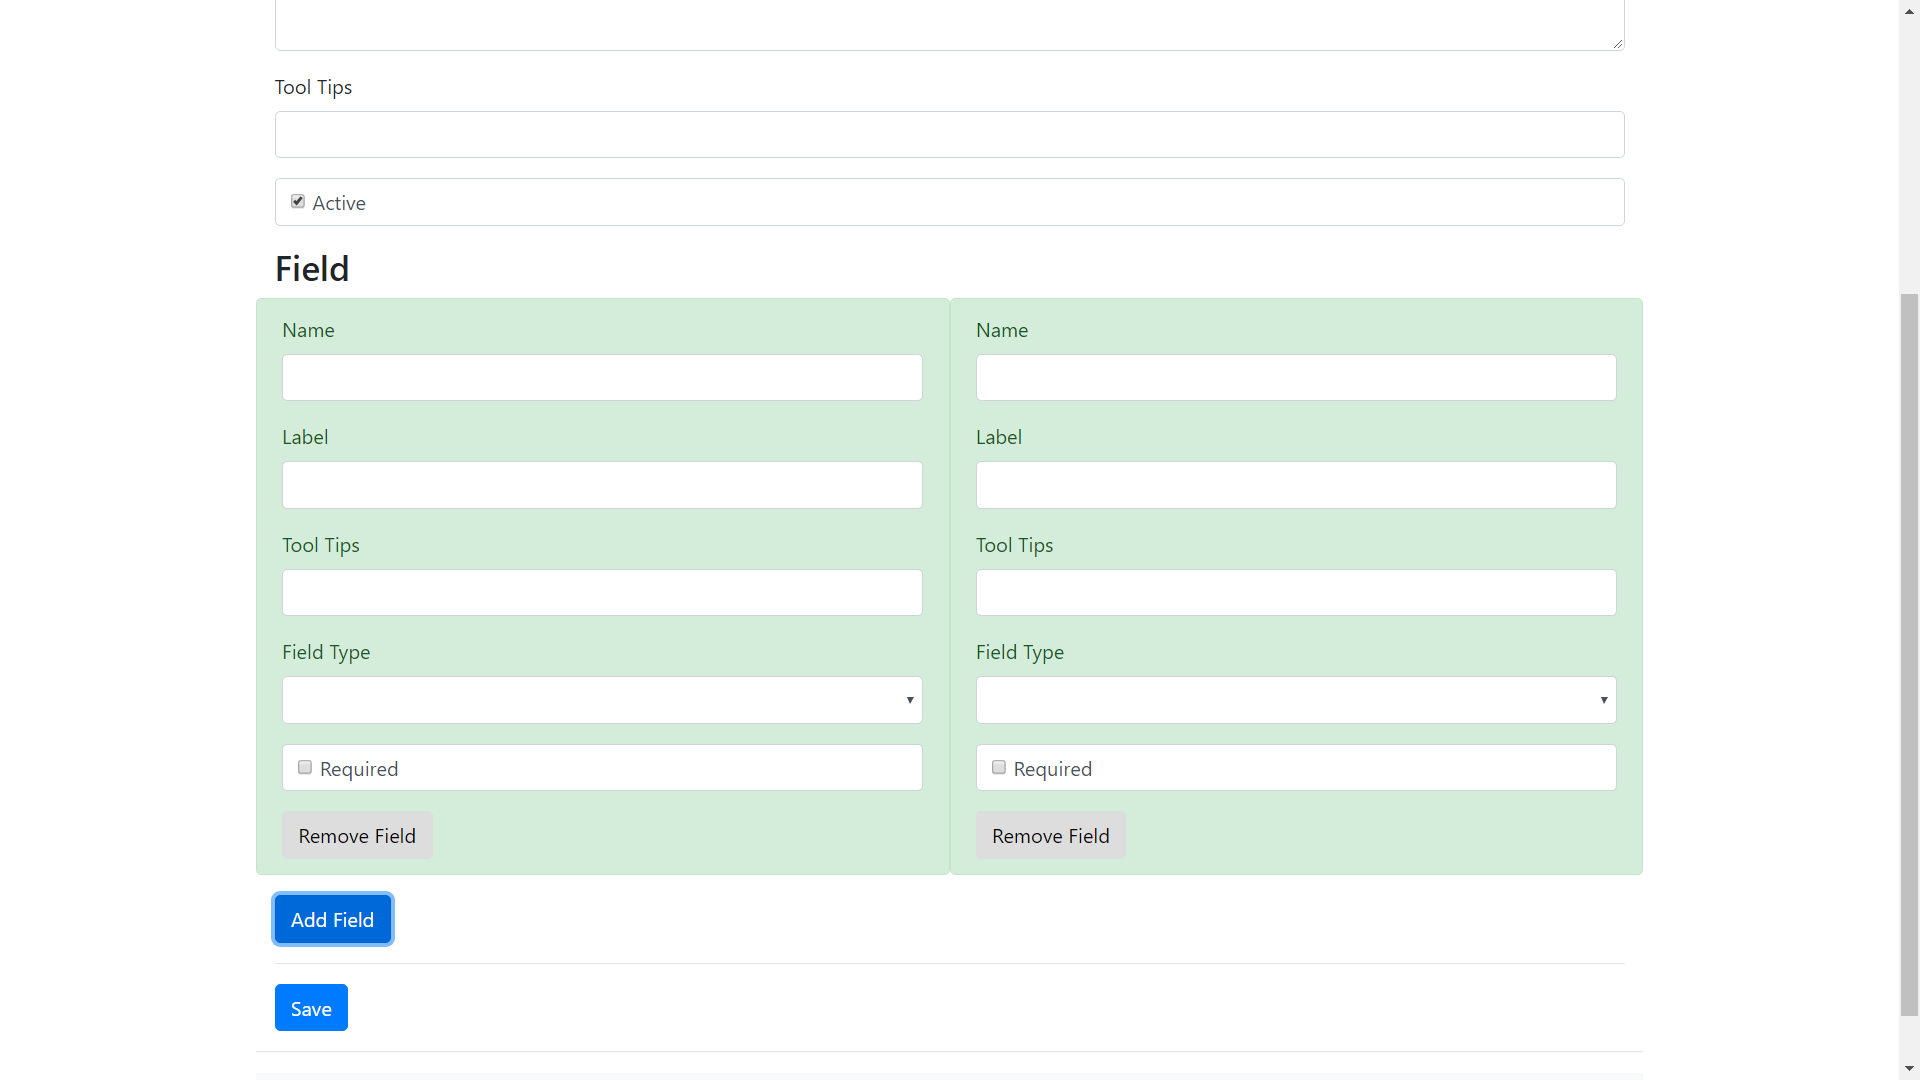 Tool Tips
Active
Field
Name
Label
Tool Tips
Field Type
Required
Remove Field
Name
Label
Tool Tips
Field Type
Required
Remove Field
Add Field
Save